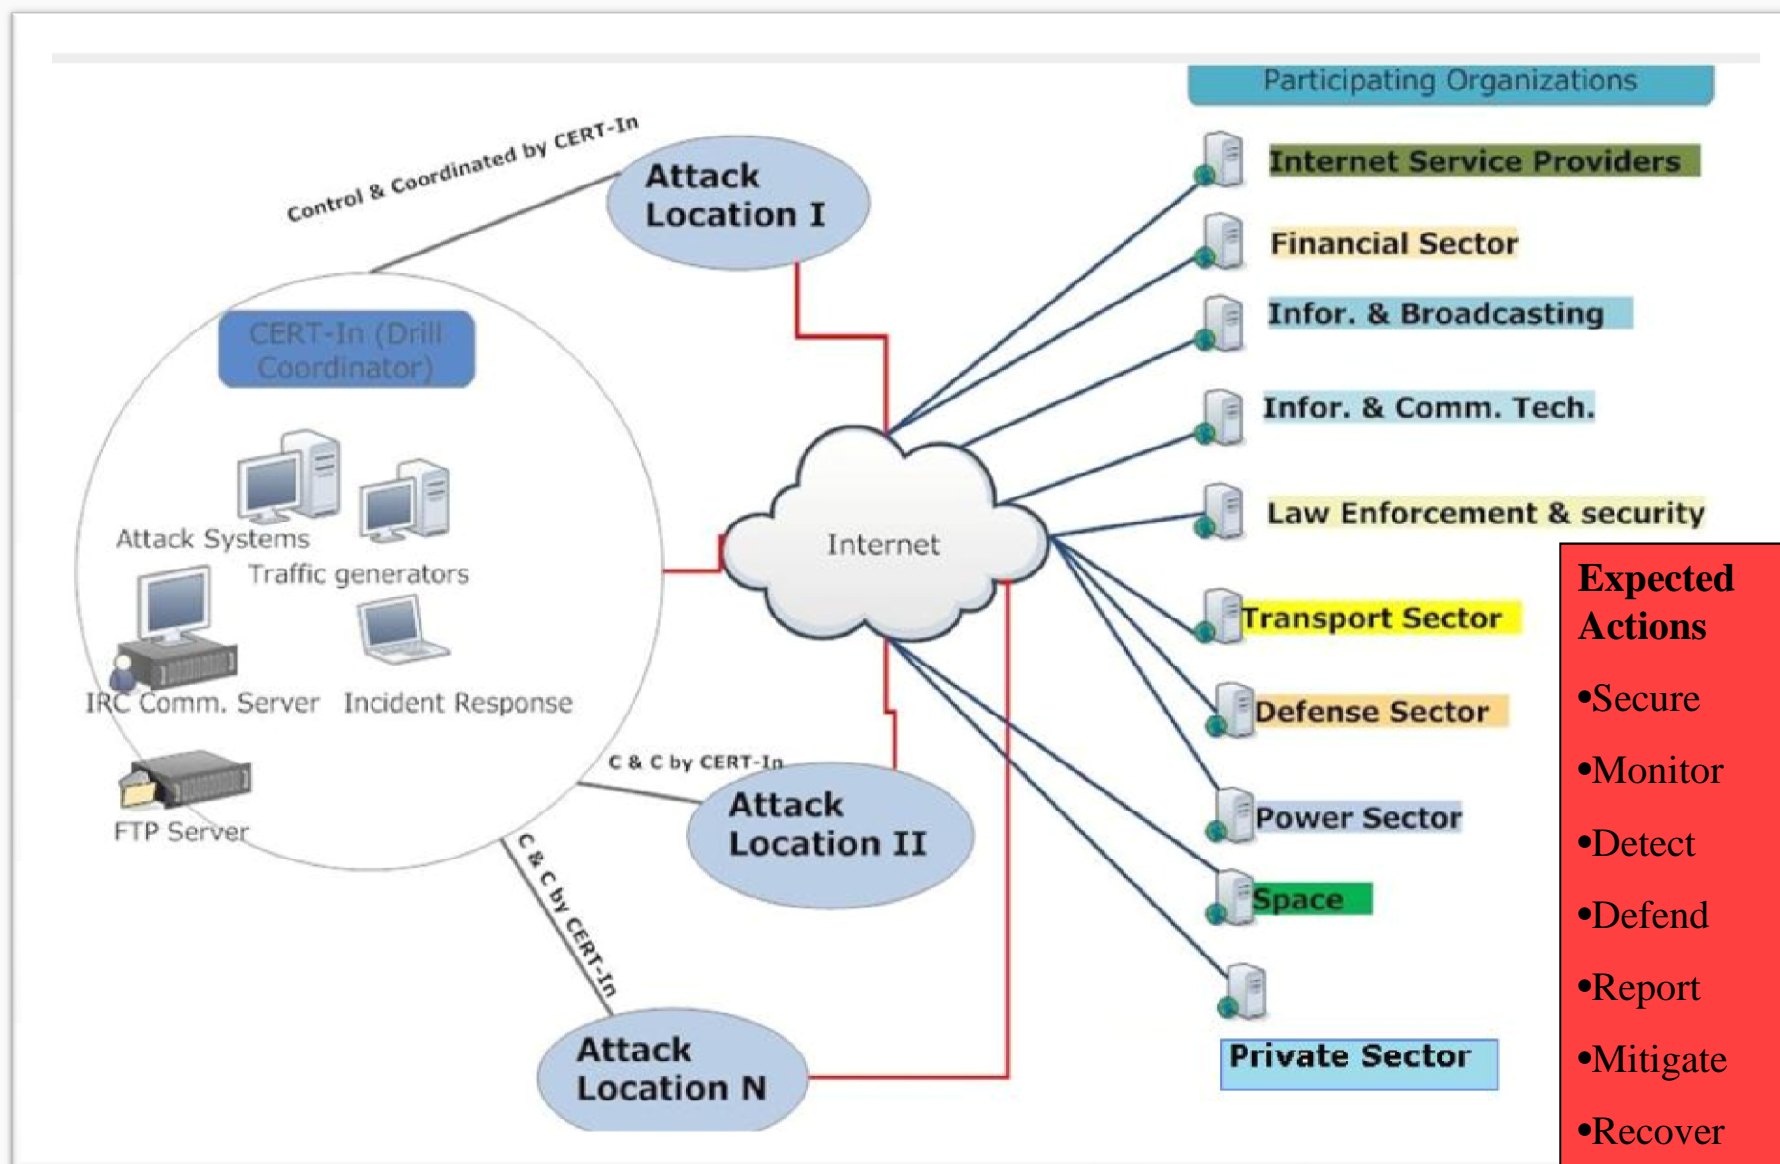 Participating Organizations
Control & Coordinated by CERT-In
Attack
Location I
Internet Service Providers
Financial Sector
Infor. & Broadcasting
CERT-In (Drill
Coordinator)
Infor. & Comm. Tech.
Attack Systems
Traffic generators
Internet
Law Enforcement & security
IRC Comm. Server
Incident Response
Transport Sector
Defense Sector
FTP Server
C & C by CERT-In
Attack
Location II
Power Sector
Space
C & C by CERT-In
Attack
Location N
Private Sector
Expected
Actions
•Secure
•Monitor
•Detect
•Defend
•Report
•Mitigate
•Recover